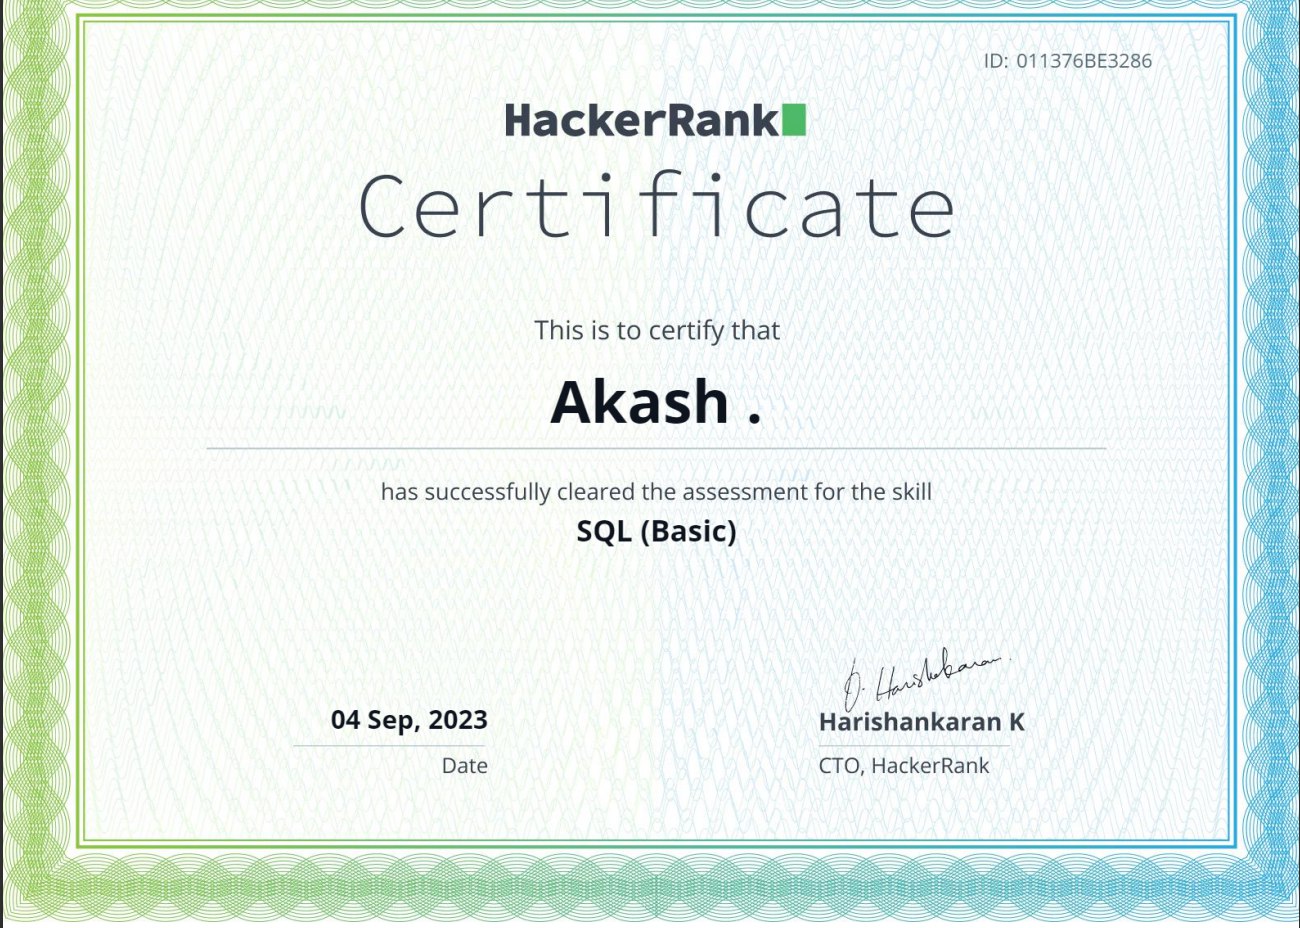 ID: 011376BE3286
HackerRank
Certificate
This is to certify that
Akash .
has successfully cleared the assessment for the skill
SQL (Basic)
04 Sep, 2023
Date
Harishankaran K
CTO, HackerRank